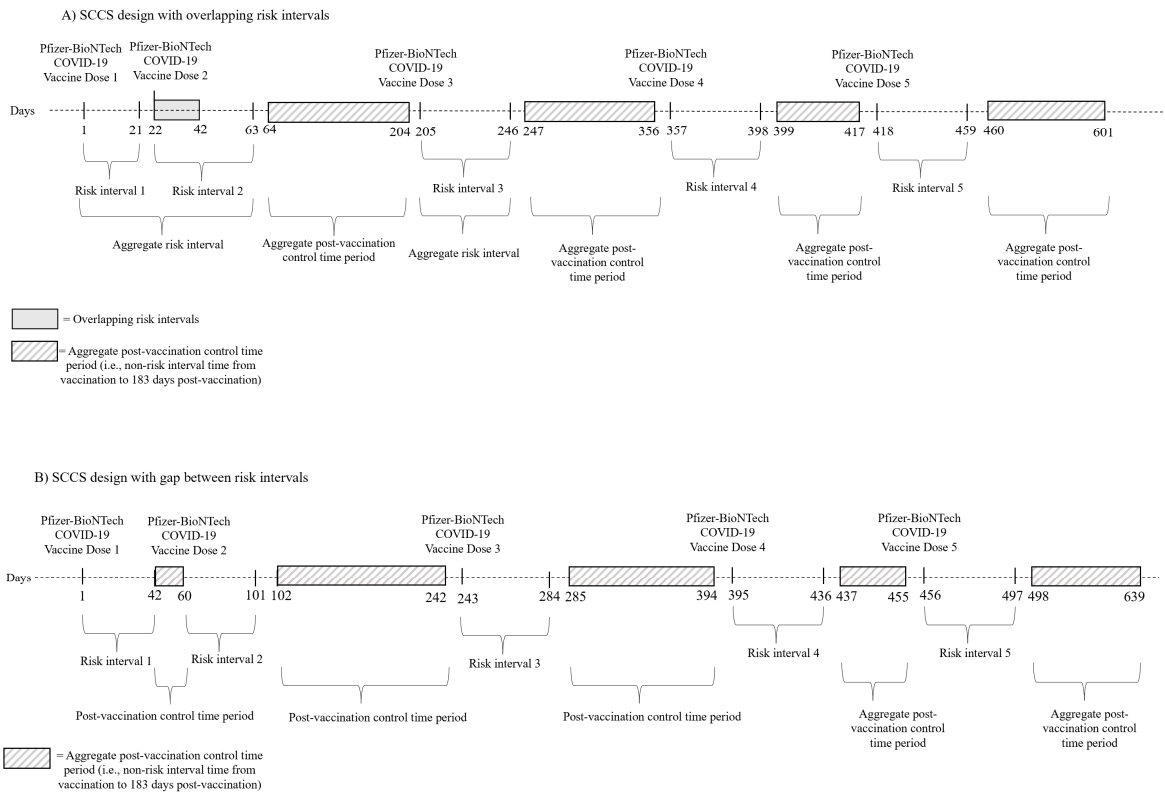 A) SCCS design with overlapping risk intervals
Pfizer-BioNTech
COVID-19
Vaccine Dose 1
Pfizer-BioNTech
COVID-19
Vaccine Dose 2
Pfizer-BioNTech
COVID-19
Vaccine Dose 3
Pfizer-BioNTech
COVID-19
Vaccine Dose 4
Pfizer-BioNTech
COVID-19
Vaccine Dose 5
Days
1 21 22 42 63 64 204 205 246 247 356 357 398 399 417 418 459 460 601
Risk interval 1
Risk interval 2
Risk interval 3
Risk interval 4
Risk interval 5
Aggregate risk interval
Aggregate post-vaccination
control time period
Aggregate risk interval
Aggregate post-
vaccination control
time period
Aggregate post-
vaccination control
time period
Aggregate post-
vaccination control
time period
= Overlapping risk intervals
= Aggregate post-vaccination control time
period (i.e., non-risk interval time from
vaccination to 183 days post-vaccination)
B) SCCS design with gap between risk intervals
Pfizer-BioNTech
COVID-19
Vaccine Dose 1
Pfizer-BioNTech
COVID-19
Vaccine Dose 2
Pfizer-BioNTech
COVID-19
Vaccine Dose 3
Pfizer-BioNTech
COVID-19
Vaccine Dose 4
Pfizer-BioNTech
COVID-19
Vaccine Dose 5
Days
1 42 60 101 102 242 243 284 285 394 395 436 437 455 456 497 498 639
Risk interval 1
Risk interval 2
Risk interval 3
Risk interval 4
Risk interval 5
Post-vaccination control time period
Post-vaccination control time period
Post-vaccination control time period
Aggregate post-
vaccination control
time period
Aggregate post-
vaccination control
time period
= Aggregate post-vaccination control time
period (i.e., non-risk interval time from
vaccination to 183 days post-vaccination)